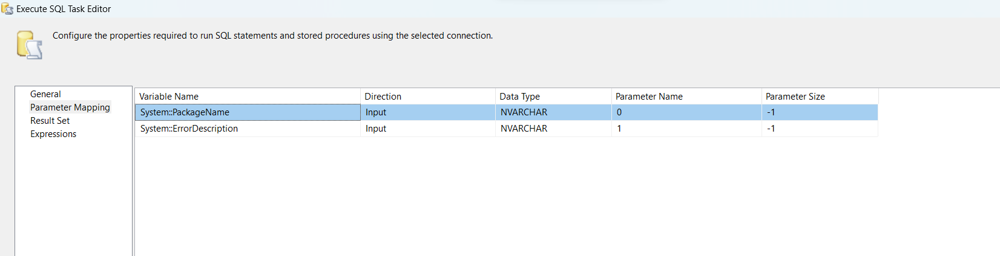 Execute SQL Task Editor
Configure the properties required to run SQL statements and stored procedures using the selected connection.
General
Parameter Mapping
Result Set
Expressions
Variable Name Direction Data Type Parameter Name Parameter Size
System::PackageName Input NVARCHAR 0 -1
System::ErrorDescription Input NVARCHAR 1 -1